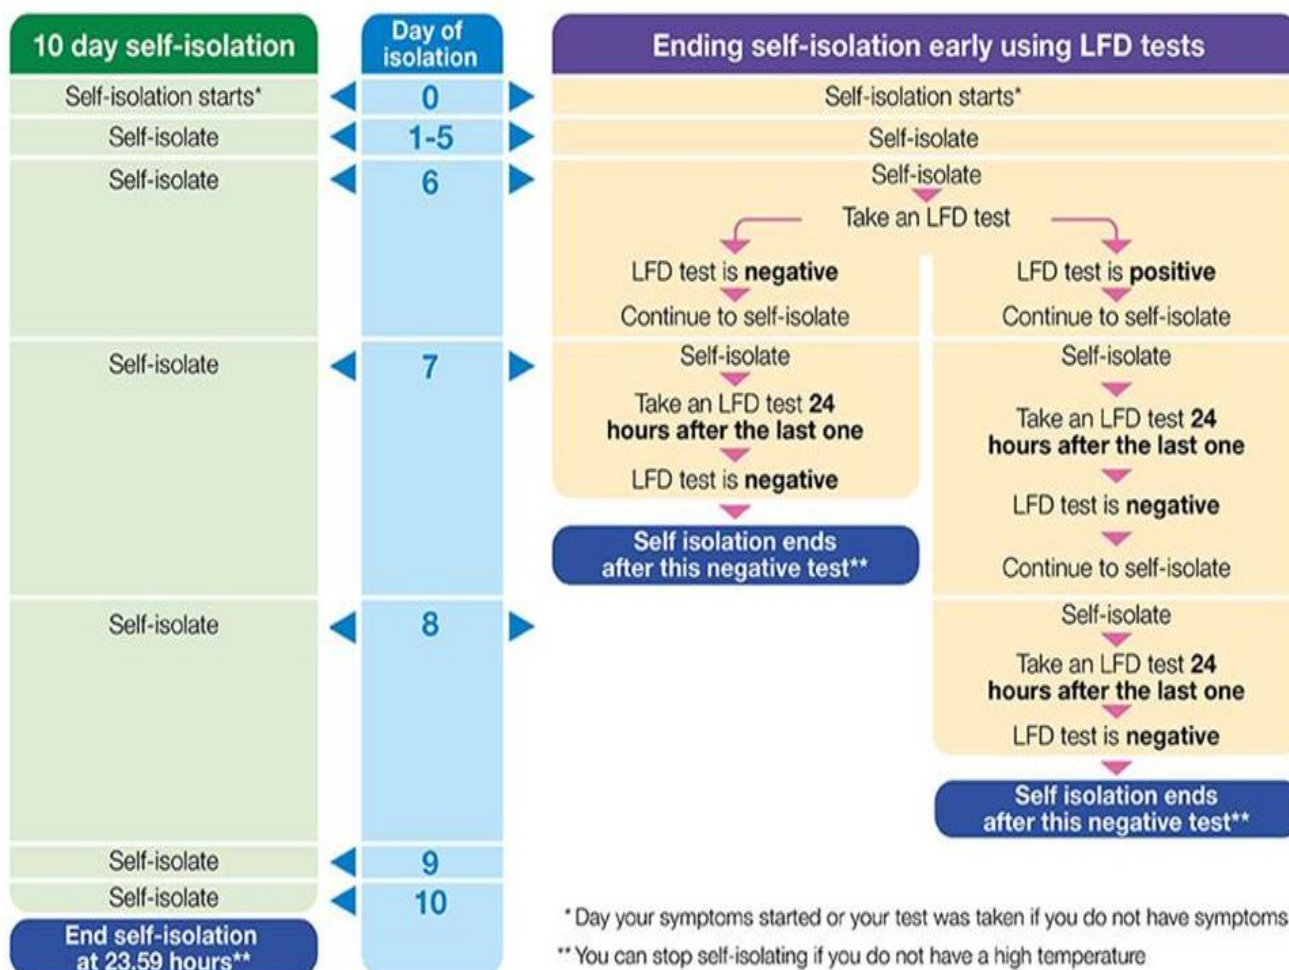 10 day self-isolation
Day of
isolation
Ending self-isolation early using LFD tests
Self-isolation starts*
0
Self-isolation starts*
Self-isolate
1-5
Self-isolate
Self-isolate
6
Self-isolate
Take an LFD test
LFD test is negative
Continue to self-isolate
LFD test is positive
Continue to self-isolate
Self-isolate
7
Self-isolate
Take an LFD test 24
hours after the last one
LFD test is negative
Self isolation ends
after this negative test**
Self-isolate
Take an LFD test 24
hours after the last one
LFD test is negative
Continue to self-isolate
Self-isolate
8
Self-isolate
Take an LFD test 24
hours after the last one
LFD test is negative
Self isolation ends
after this negative test**
Self-isolate
9
Self-isolate
10
End self-isolation
at 23.59 hours**
* Day your symptoms started or your test was taken if you do not have symptoms
** You can stop self-isolating if you do not have a high temperature